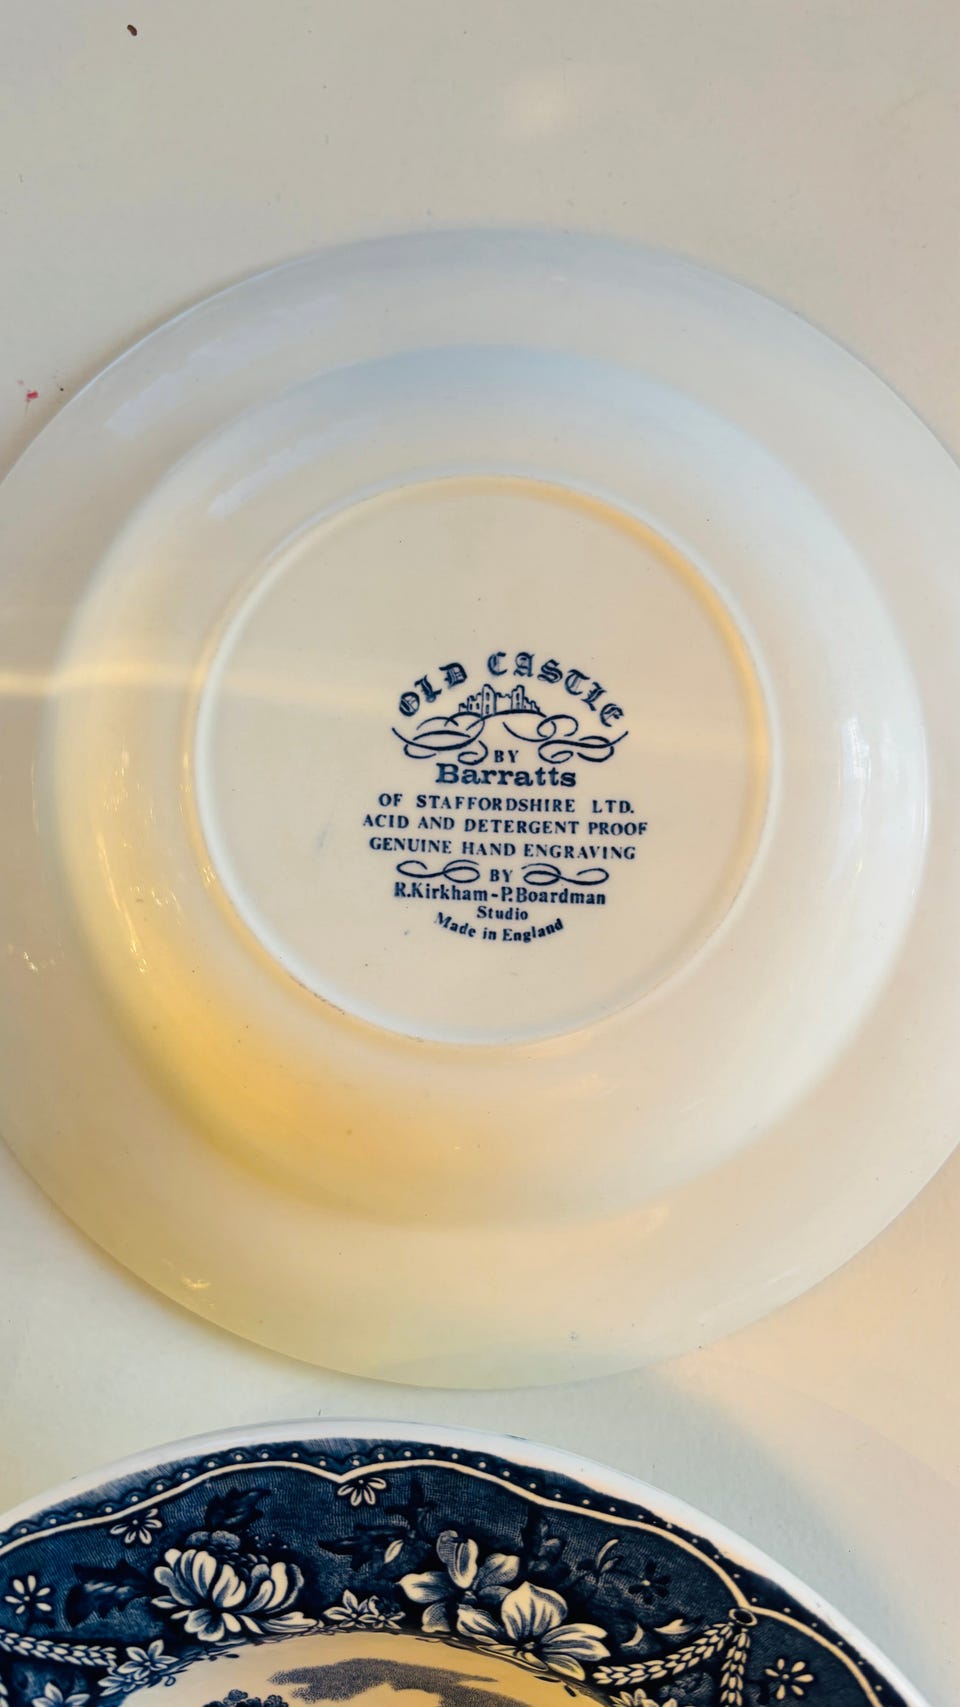 OLD CASTLE
BY
Barratts
OF STAFFORDSHIRE LTD.
ACID AND DETERGENT PROOF
GENUINE HAND ENGRAVING
BY
R.Kirkham-P.Boardman
Studio
Made in England